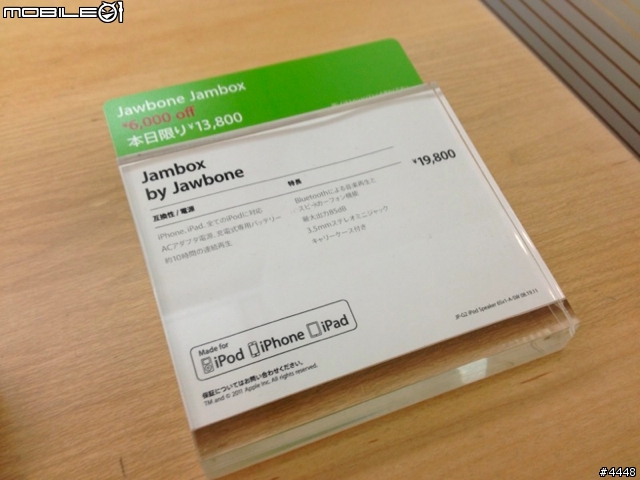 MOBILE01
Jawbone Jambox
¥6,000 off
本日限り¥13,800
Jambox
by Jawbone
¥19,800
互換性 / 電源
特長
iPhone、iPad、全てのiPodに対応
ACアダプタ電源、充電式専用バッテリー
約10時間の連続再生
Bluetoothによる音楽再生と
スピーカーフォン機能
最大出力85dB
3.5mmステレオミニジャック
キャリーケース付き
Made for
iPod iPhone iPad
保証についてはお問い合わせください。
TM and © 2011 Apple Inc. All rights reserved.
#4448